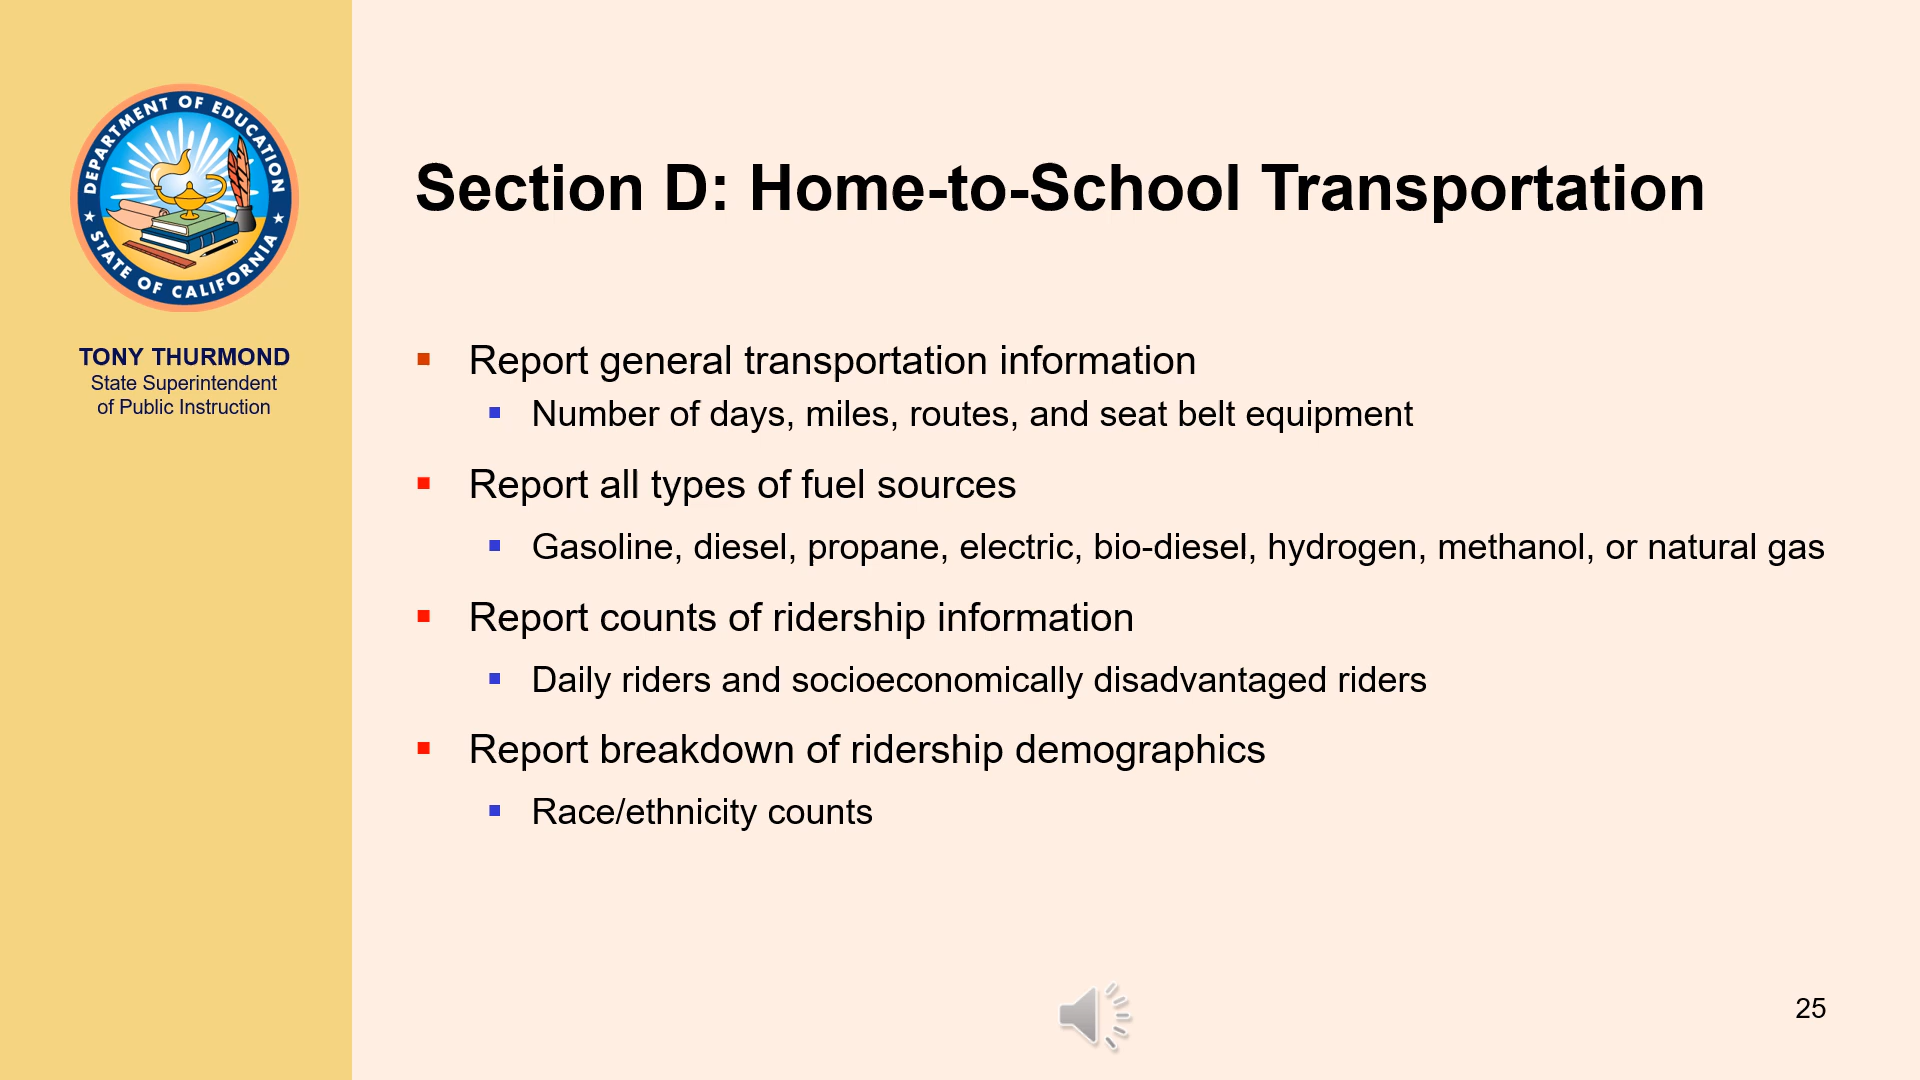 DEPARTMENT OF EDUCATION
STATE OF CALIFORNIA
TONY THURMOND
State Superintendent
of Public Instruction
Section D: Home-to-School Transportation
Report general transportation information
Number of days, miles, routes, and seat belt equipment
Report all types of fuel sources
Gasoline, diesel, propane, electric, bio-diesel, hydrogen, methanol, or natural gas
Report counts of ridership information
Daily riders and socioeconomically disadvantaged riders
Report breakdown of ridership demographics
Race/ethnicity counts
25